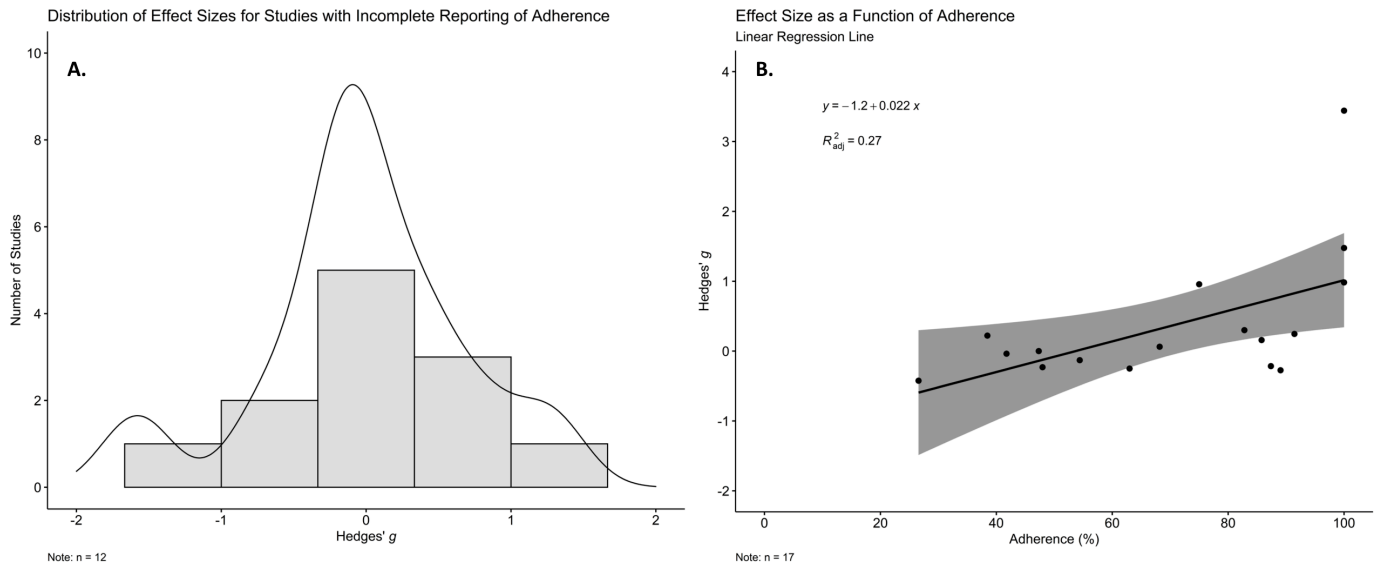 Distribution of Effect Sizes for Studies with Incomplete Reporting of Adherence
A.
10
8
6
4
2
0
Number of Studies
-2
-1
0
1
2
Hedges' g
Note: n = 12
Effect Size as a Function of Adherence
Linear Regression Line
B.
y = −1.2 + 0.022 x
R²adj = 0.27
4
3
2
1
0
-1
-2
Hedges' g
0
20
40
60
80
100
Adherence (%)
Note: n = 17